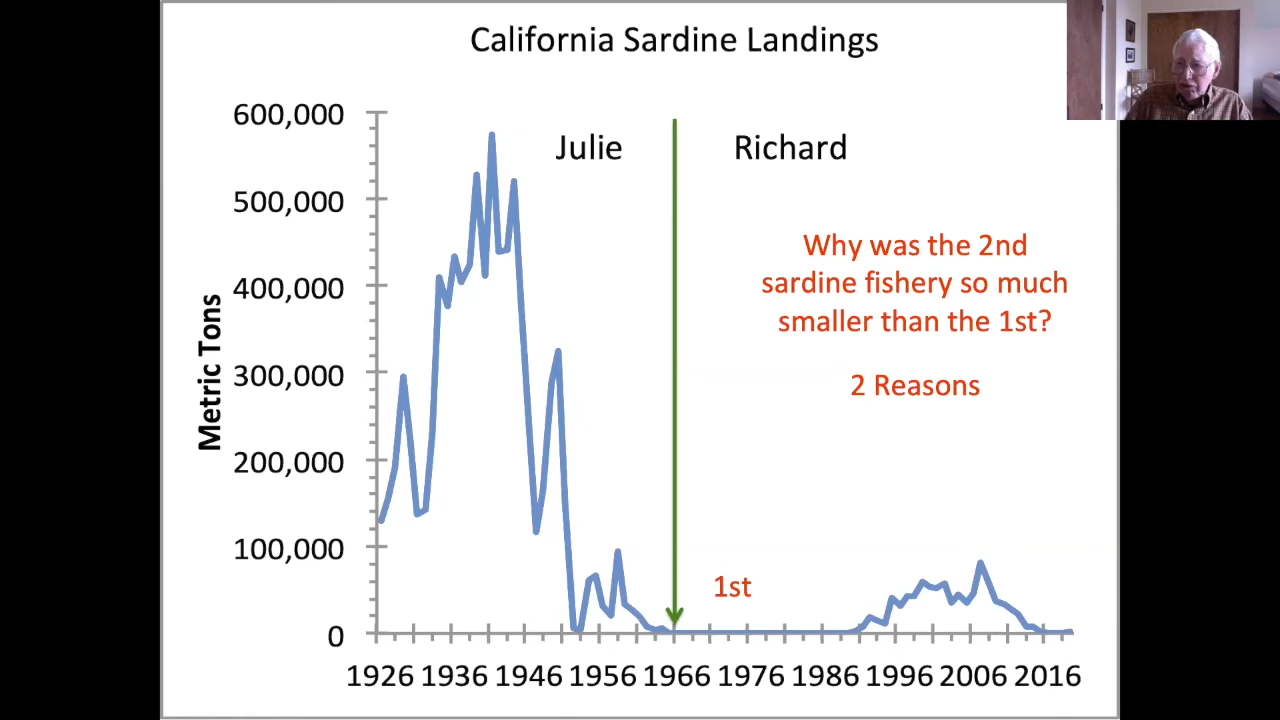 California Sardine Landings
600,000
500,000
400,000
300,000
200,000
100,000
0
Metric Tons
Julie
Richard
Why was the 2nd
sardine fishery so much
smaller than the 1st?
2 Reasons
1st
1926 1936 1946 1956 1966 1976 1986 1996 2006 2016